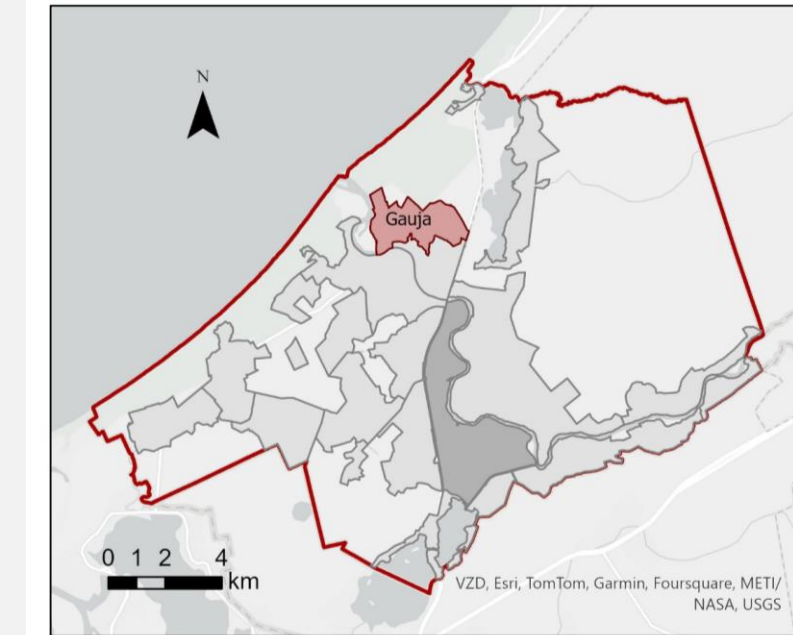 N
Gauja
0 1 2 4
km
VZD, Esri, TomTom, Garmin, Foursquare, METI/
NASA, USGS